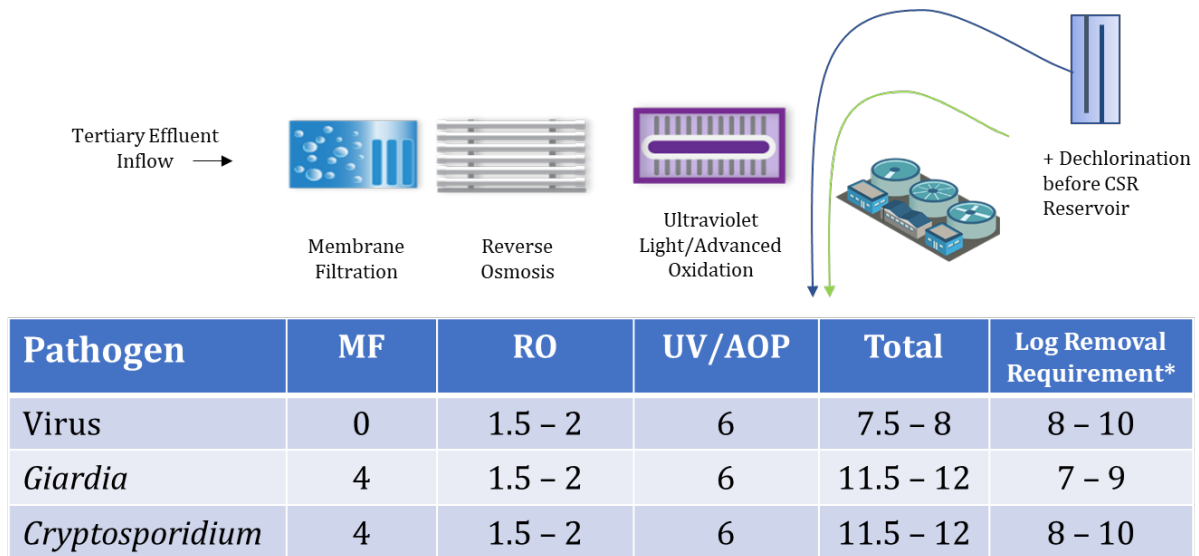 Tertiary Effluent
Inflow
Membrane
Filtration
Reverse
Osmosis
Ultraviolet
Light/Advanced
Oxidation
+ Dechlorination
before CSR
Reservoir
Pathogen MF RO UV/AOP Total Log Removal
Requirement*
Virus 0 1.5 – 2 6 7.5 – 8 8 – 10
Giardia 4 1.5 – 2 6 11.5 – 12 7 – 9
Cryptosporidium 4 1.5 – 2 6 11.5 – 12 8 – 10